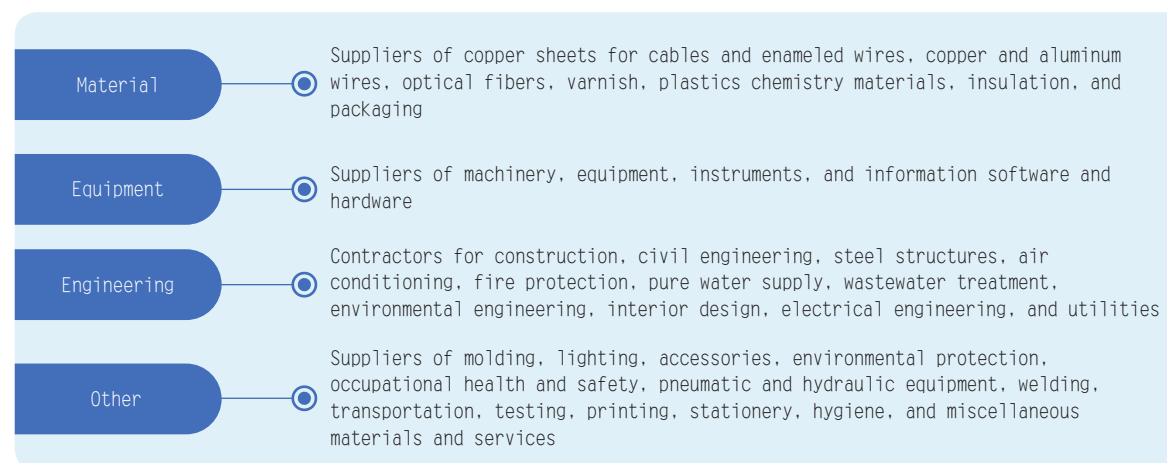 Material
Suppliers of copper sheets for cables and enameled wires, copper and aluminum
wires, optical fibers, varnish, plastics chemistry materials, insulation, and
packaging
Equipment
Suppliers of machinery, equipment, instruments, and information software and
hardware
Engineering
Contractors for construction, civil engineering, steel structures, air
conditioning, fire protection, pure water supply, wastewater treatment,
environmental engineering, interior design, electrical engineering, and utilities
Other
Suppliers of molding, lighting, accessories, environmental protection,
occupational health and safety, pneumatic and hydraulic equipment, welding,
transportation, testing, printing, stationery, hygiene, and miscellaneous
materials and services